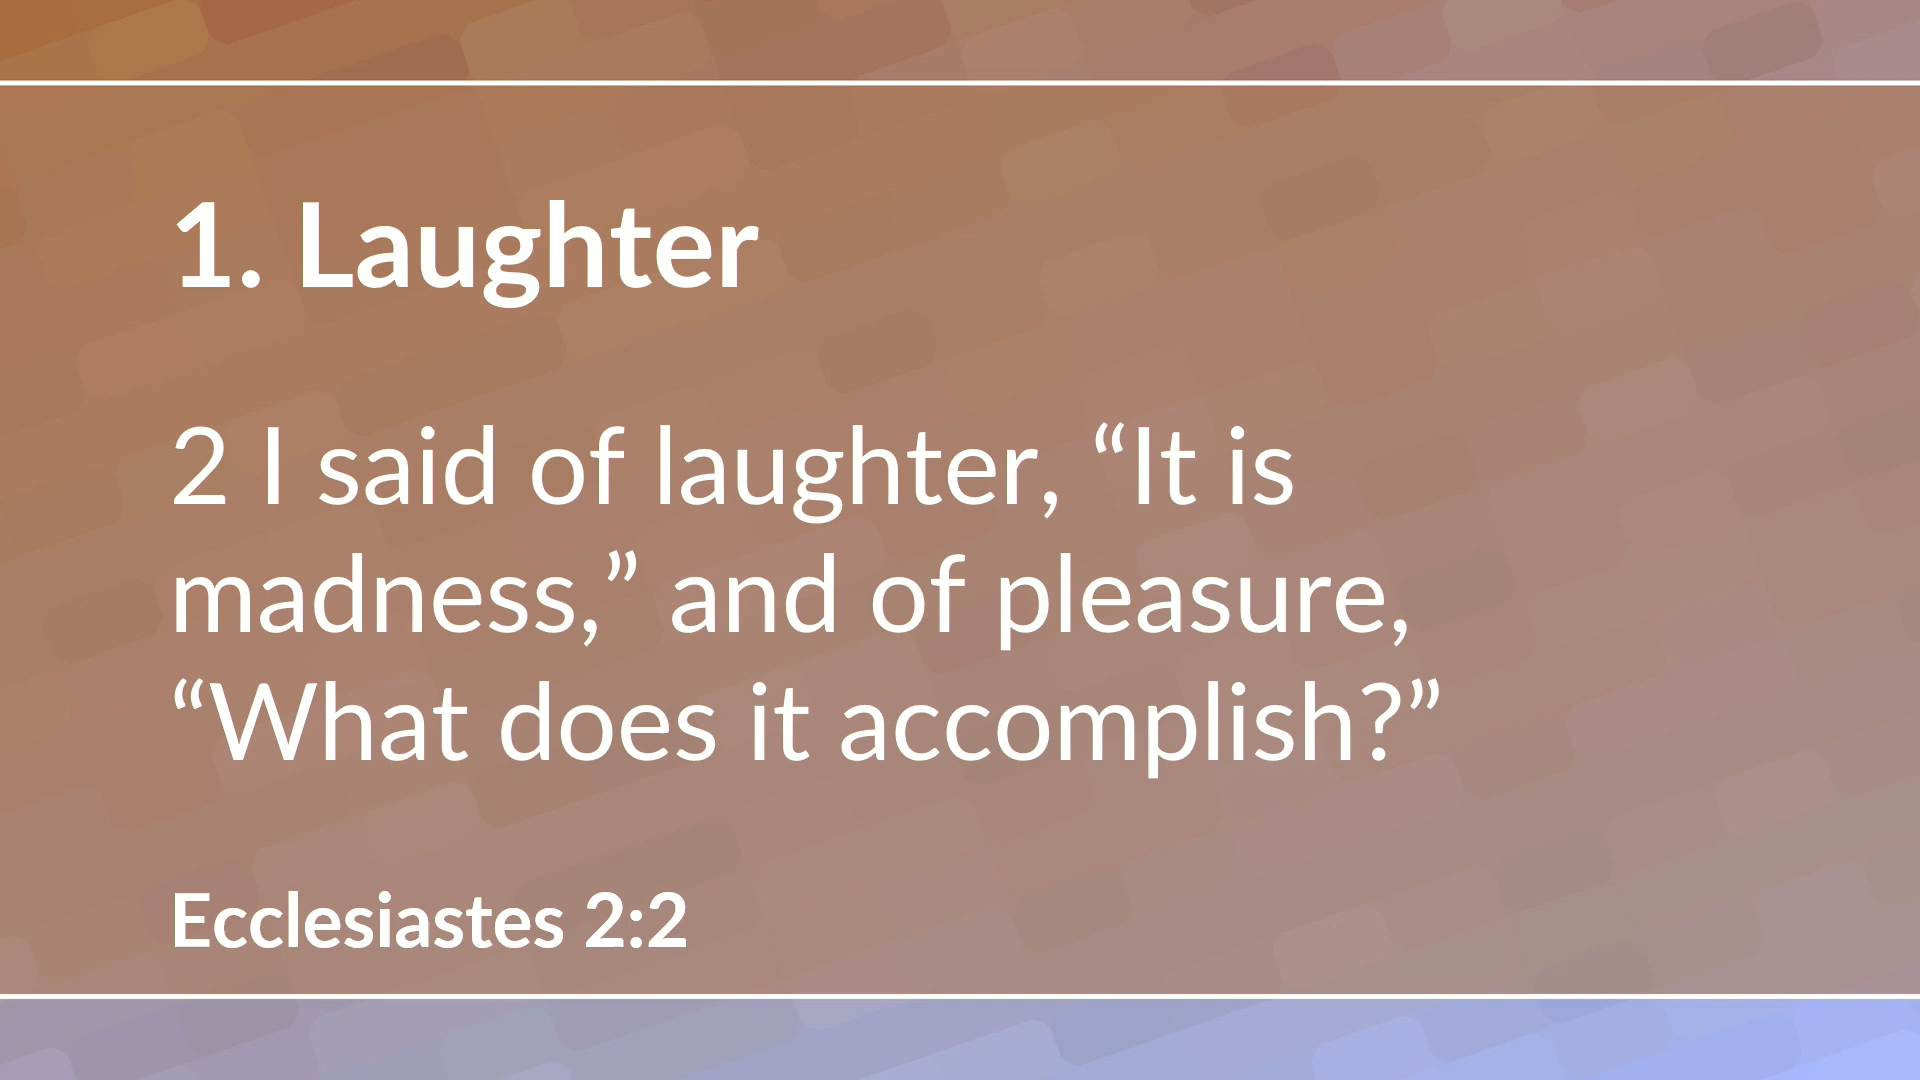 1. Laughter
2 I said of laughter, “It is
madness,” and of pleasure,
“What does it accomplish?”
Ecclesiastes 2:2